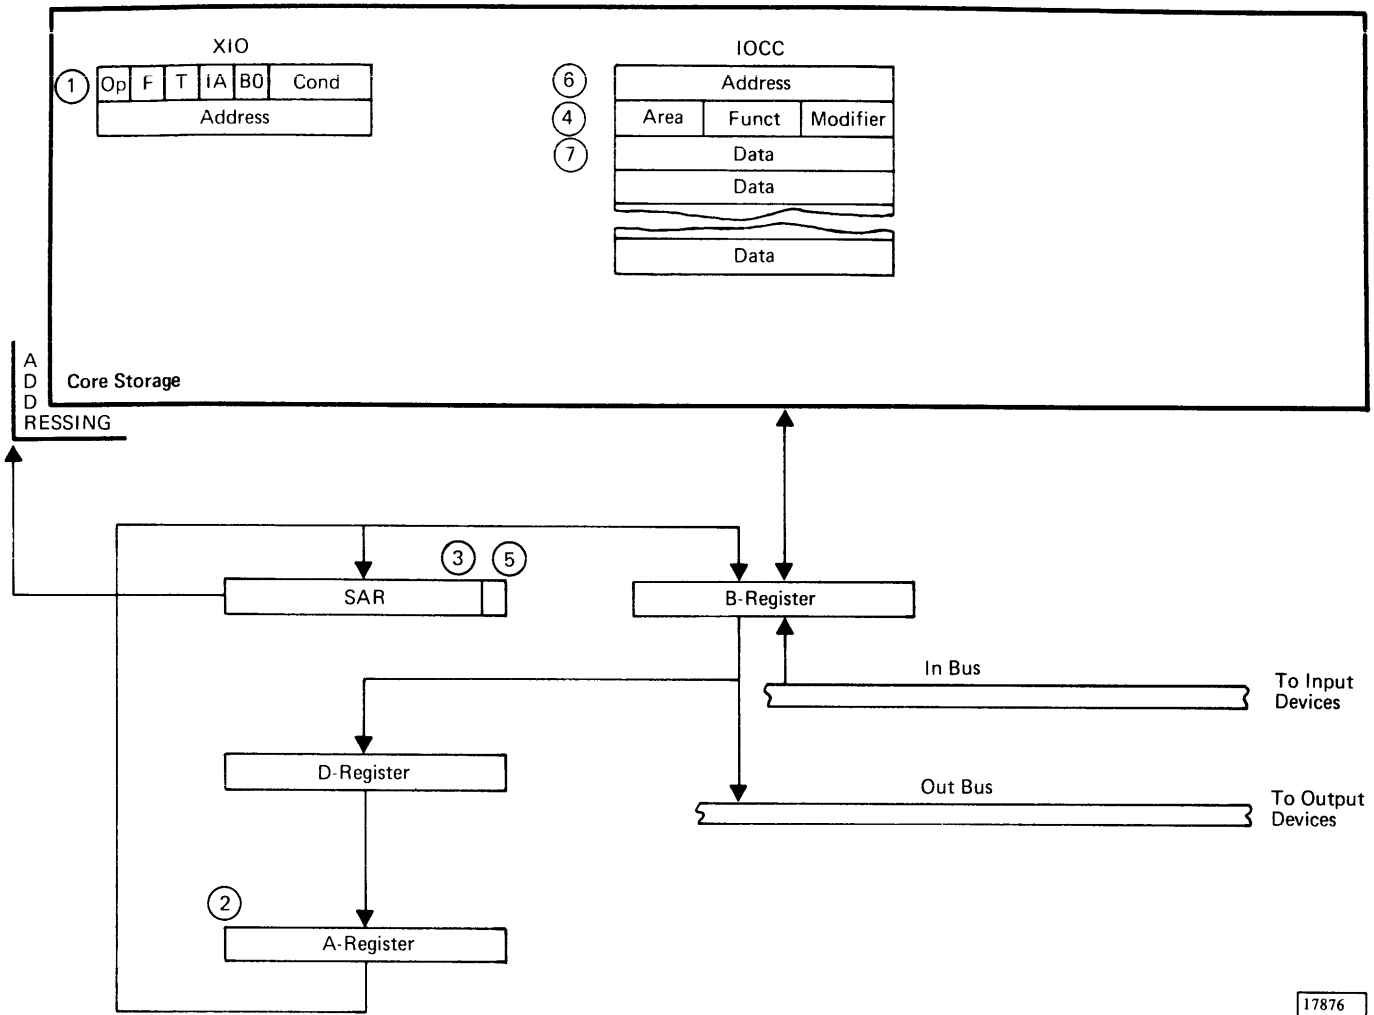 XIO
IOCC
1 Op F T IA B0 Cond
Address
6 Address
4 Area Funct Modifier
7 Data
Data
Data
A
D
D
RESSING
Core Storage
3 5
SAR
B-Register
In Bus
To Input
Devices
D-Register
Out Bus
To Output
Devices
2
A-Register
17876